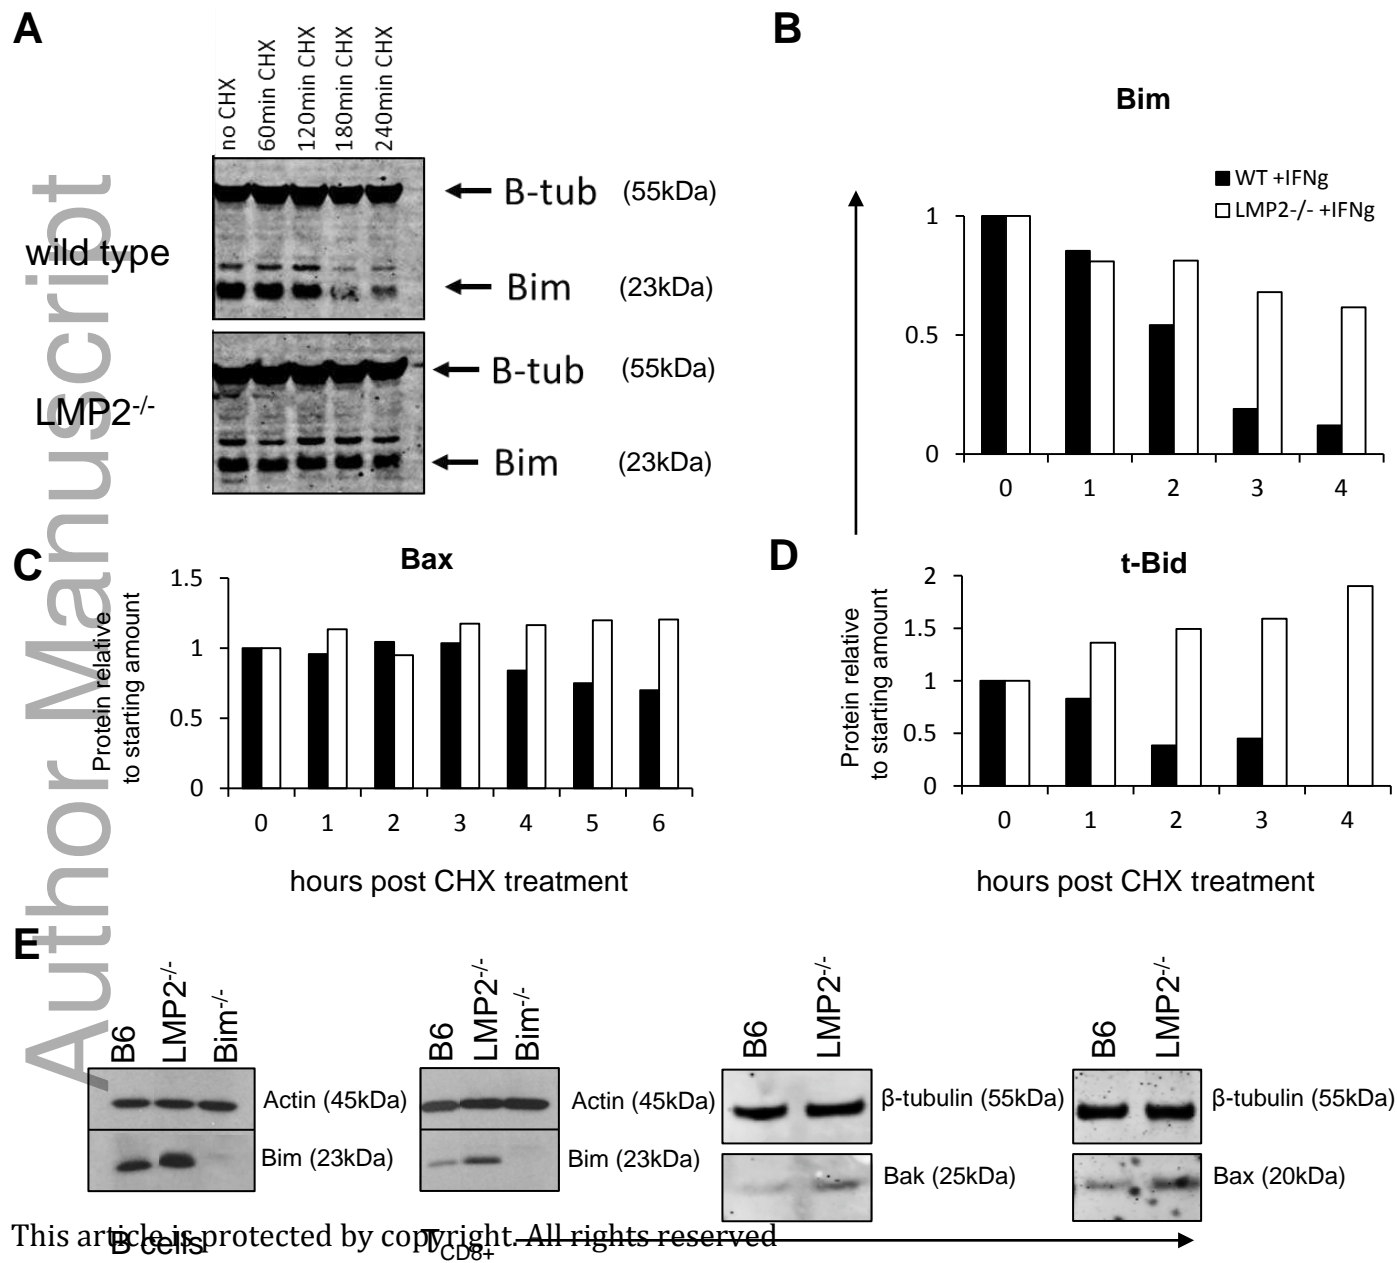 A
no CHX
60min CHX
120min CHX
180min CHX
240min CHX
wild type
B-tub (55kDa)
Bim (23kDa)
LMP2-/-
B-tub (55kDa)
Bim (23kDa)
B
Bim
WT +IFNg
LMP2-/- +IFNg
1
0.5
0
0 1 2 3 4
C
Bax
Protein relative
to starting amount
1.5
1
0.5
0
0 1 2 3 4 5 6
hours post CHX treatment
D
t-Bid
Protein relative
to starting amount
2
1.5
1
0.5
0
0 1 2 3 4
hours post CHX treatment
E
B6
LMP2-/-
Bim-/-
Actin (45kDa)
Bim (23kDa)
B cells
B6
LMP2-/-
Bim-/-
Actin (45kDa)
Bim (23kDa)
TCD8+
B6
LMP2-/-
β-tubulin (55kDa)
Bak (25kDa)
B6
LMP2-/-
β-tubulin (55kDa)
Bax (20kDa)
Author Manuscript
This article is protected by copyright. All rights reserved